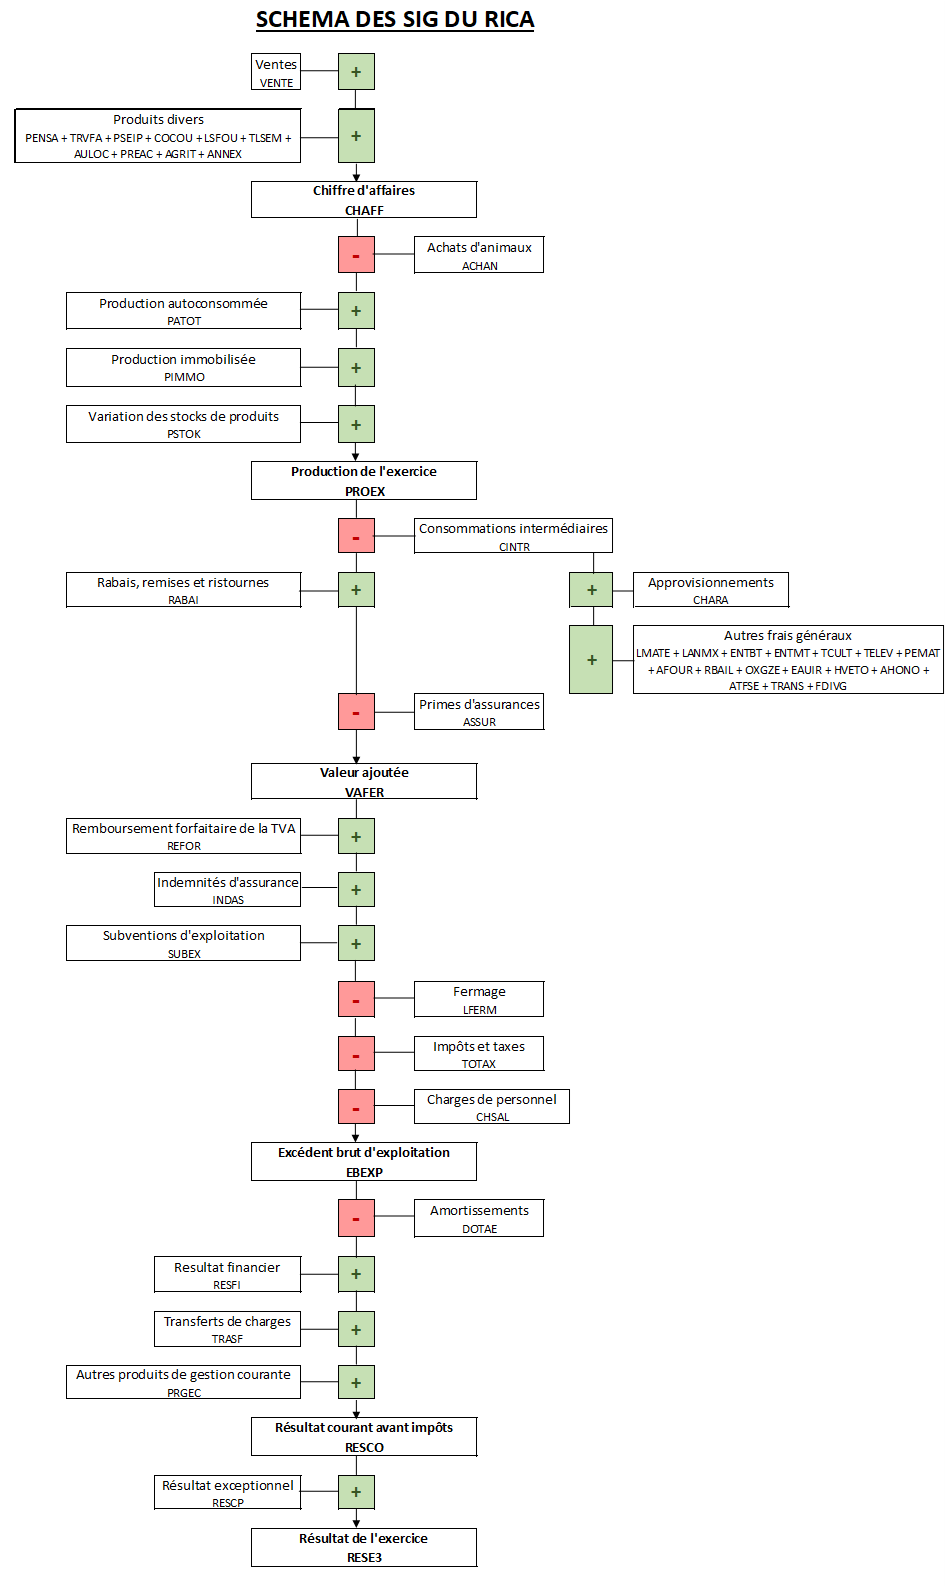 SCHEMA DES SIG DU RICA
Ventes
VENTE
+
Produits divers
PENSA + TRVFA + PSEIP + COCOU + LSFOU + TLSEM +
AULOC + PREAC + AGRIT + ANNEX
+
Chiffre d'affaires
CHAFF
-
Achats d'animaux
ACHAN
Production autoconsommée
PATOT
+
Production immobilisée
PIMMO
+
Variation des stocks de produits
PSTOK
+
Production de l'exercice
PROEX
-
Consommations intermédiaires
CINTR
Rabais, remises et ristournes
RABAI
+
+
Approvisionnements
CHARA
+
Autres frais généraux
LMATE + LANMX + ENTBT + ENTMT + TCULT + TELEV + PEMAT
+ AFOUR + RBAIL + OXGZE + EAUIR + HVETO + AHONO +
ATFSE + TRANS + FDIVG
-
Primes d'assurances
ASSUR
Valeur ajoutée
VAFER
Remboursement forfaitaire de la TVA
REFOR
+
Indemnités d'assurance
INDAS
+
Subventions d'exploitation
SUBEX
+
-
Fermage
LFERM
-
Impôts et taxes
TOTAX
-
Charges de personnel
CHSAL
Excédent brut d'exploitation
EBEXP
-
Amortissements
DOTAE
Resultat financier
RESFI
+
Transferts de charges
TRASF
+
Autres produits de gestion courante
PRGEC
+
Résultat courant avant impôts
RESCO
Résultat exceptionnel
RESCP
+
Résultat de l'exercice
RESE3